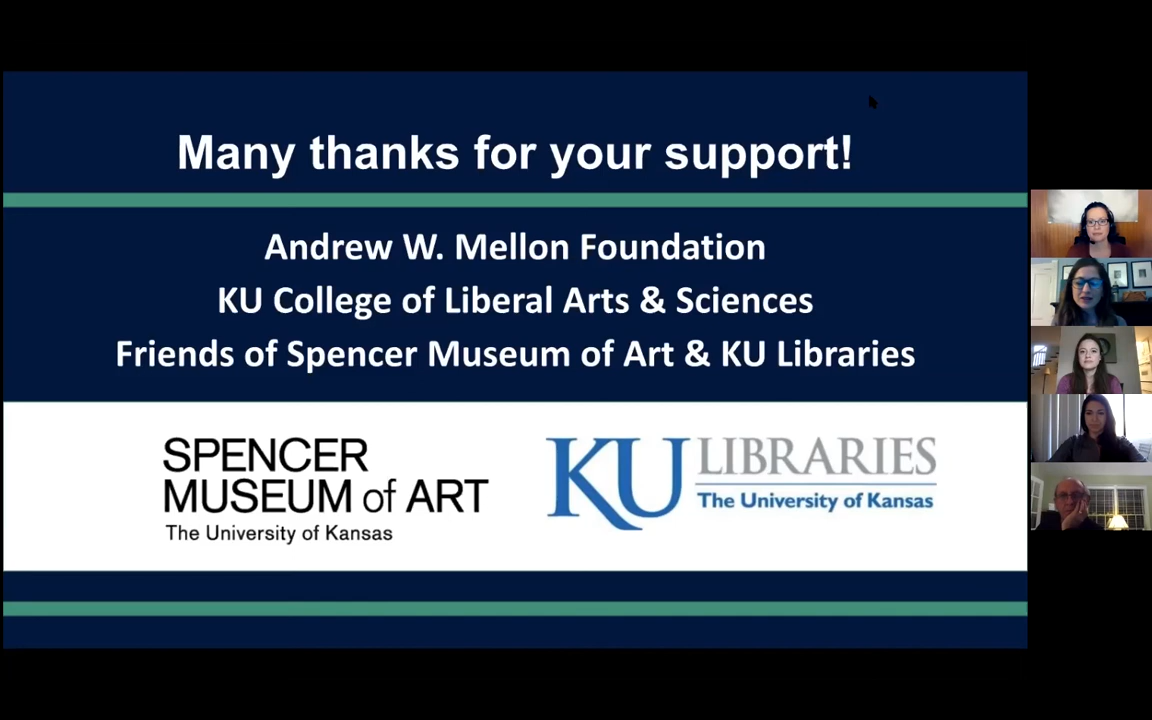 Many thanks for your support!
Andrew W. Mellon Foundation
KU College of Liberal Arts & Sciences
Friends of Spencer Museum of Art & KU Libraries
SPENCER
MUSEUM of ART
The University of Kansas
KU LIBRARIES
The University of Kansas